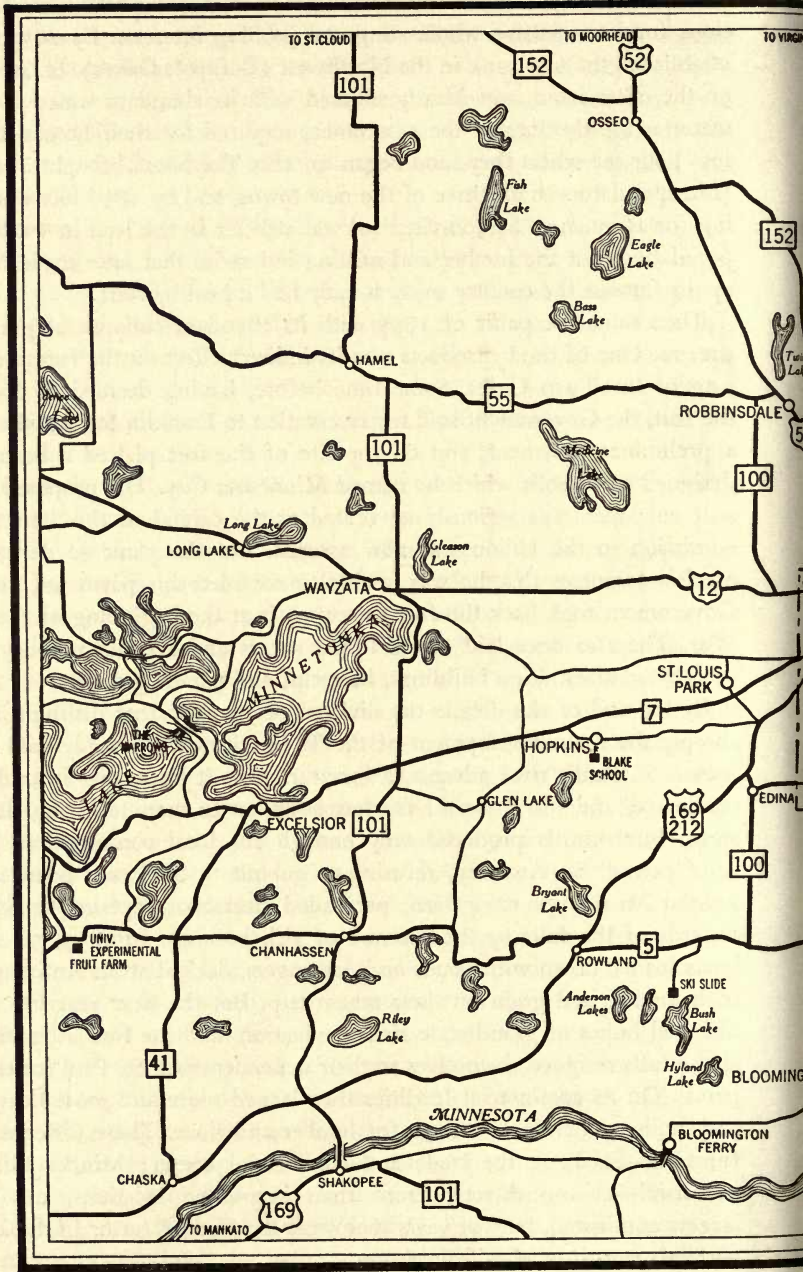 TO ST.CLOUD
TO MOORHEAD
TO VIRGIN
101
152
52
OSSEO
Fish
Lake
152
Eagle
Lake
Bass
Lake
HAMEL
55
ROBBINSDALE
Lake
101
Medicine
Lake
100
Long Lake
LONG LAKE
Gleason
Lake
WAYZATA
12
LAKE MINNETONKA
ST. LOUIS
PARK
7
THE
NARROWS
HOPKINS
BLAKE
SCHOOL
GLEN LAKE
EDINA
EXCELSIOR
101
169
212
100
Bryant
Lake
UNIV.
EXPERIMENTAL
FRUIT FARM
CHANHASSEN
5
ROWLAND
SKI SLIDE
Anderson
Lakes
Bush
Lake
Riley
Lake
41
Hyland
Lake
BLOOMING
MINNESOTA
BLOOMINGTON
FERRY
CHASKA
SHAKOPEE
101
169
TO MANKATO